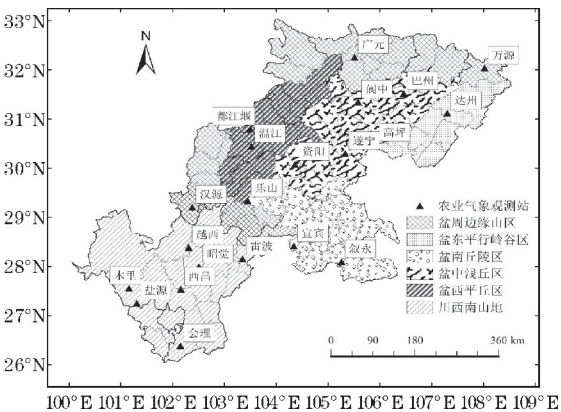 33°N
32°N
31°N
30°N
29°N
28°N
27°N
26°N
N
广元
万源
巴州
阆中
达州
都江堰
温江
高坪
遂宁
资阳
乐山
汉源
越西
昭觉
雷波
宜宾
叙永
木里
盐源
西昌
会理
农业气象观测站
盆周边缘山区
盆东平行岭谷区
盆南丘陵区
盆中浅丘区
盆西平丘区
川西南山地
0 90 180 360 km
100°E 101°E 102°E 103°E 104°E 105°E 106°E 107°E 108°E 109°E